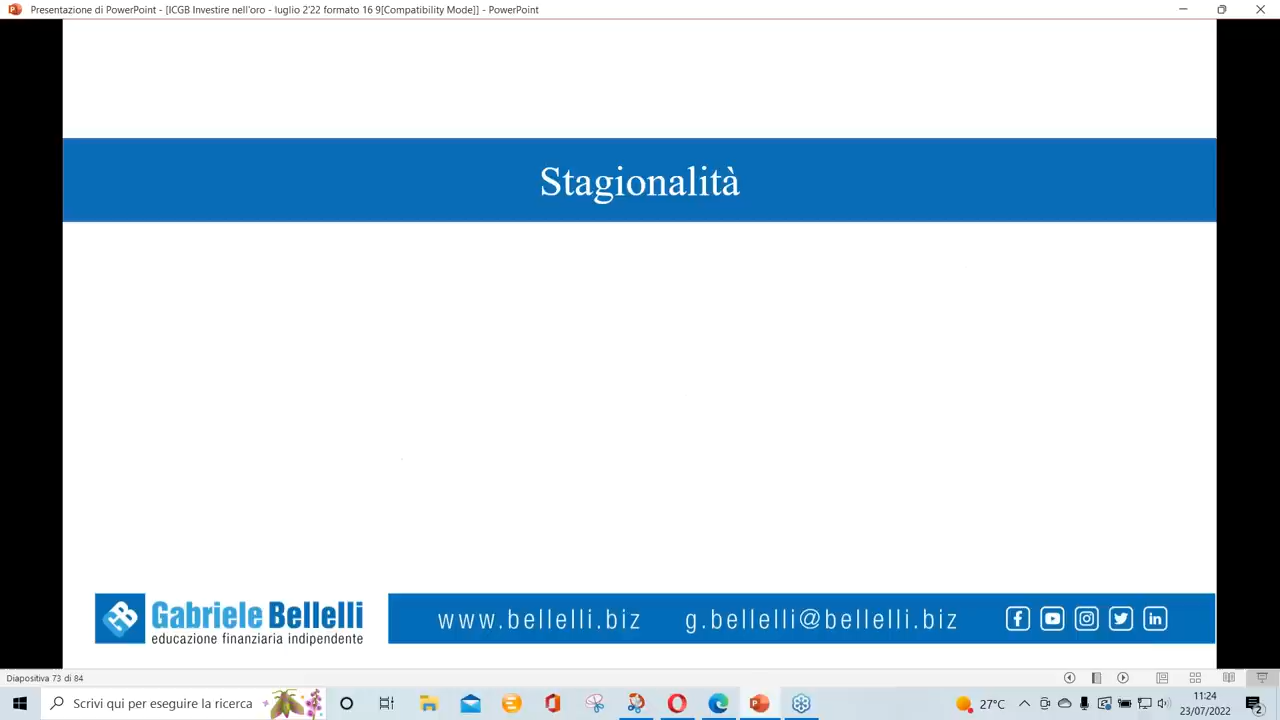 Presentazione di PowerPoint - [ICGB Investire nell'oro - luglio 2'22 formato 16 9[Compatibility Mode]] - PowerPoint
Stagionalità
Gabriele Bellelli
educazione finanziaria indipendente
www.bellelli.biz g.bellelli@bellelli.biz
Diapositiva 73 di 84
Scrivi qui per eseguire la ricerca
27°C
11:24
23/07/2022
2